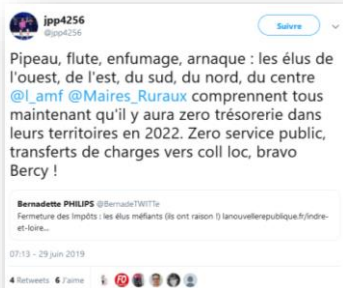 jpp4256
@jpp4256
Suivre
Pipeau, flute, enfumage, arnaque : les élus de
l'ouest, de l'est, du sud, du nord, du centre
@l_amf @Maires_Ruraux comprennent tous
maintenant qu'il y aura zero trésorerie dans
leurs territoires en 2022. Zero service public,
transferts de charges vers coll loc, bravo
Bercy !
Bernadette PHILIPS @BernadeTWITTe
Fermeture des Impôts : les élus méfiants (ils ont raison !) lanouvellerepublique.fr/indre-
et-loire...
07:13 - 29 juin 2019
4 Retweets 6 J'aime
FO